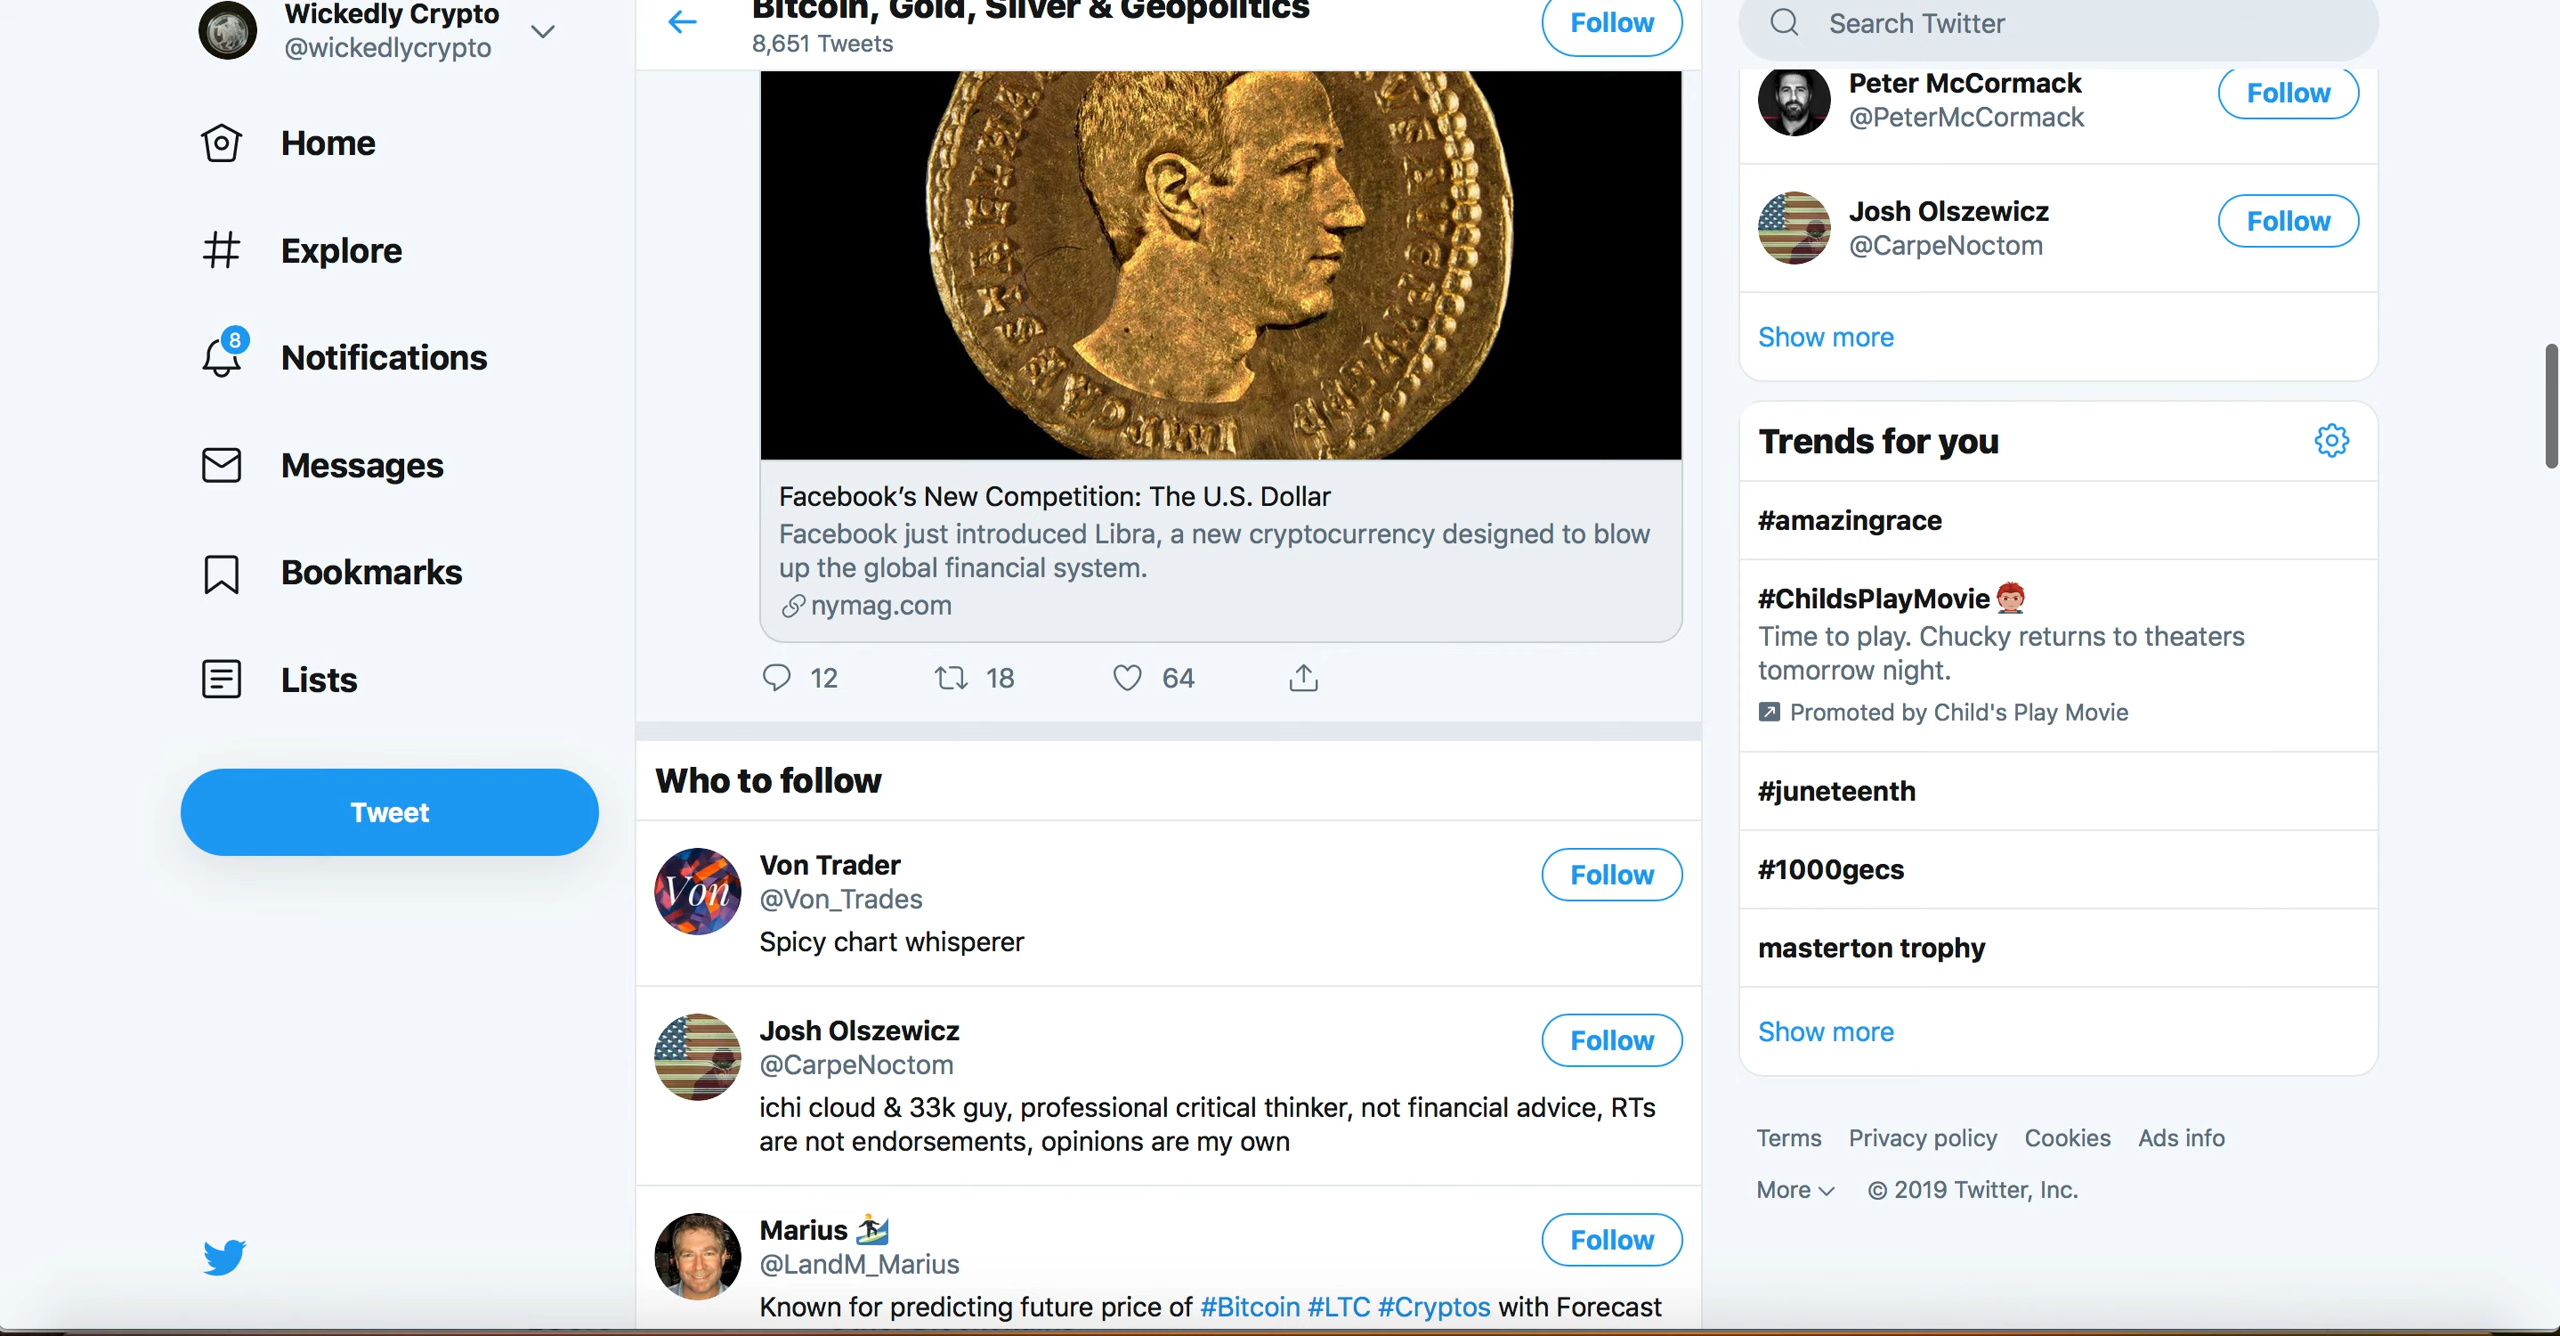 Wickedly Crypto
@wickedlycrypto
Home
Explore
8
Notifications
Messages
Bookmarks
Lists
Tweet
Bitcoin, Gold, Silver & Geopolitics
8,651 Tweets
Follow
Facebook’s New Competition: The U.S. Dollar
Facebook just introduced Libra, a new cryptocurrency designed to blow
up the global financial system.
nymag.com
12 18 64
Who to follow
Von
Von Trader
@Von_Trades
Follow
Spicy chart whisperer
Josh Olszewicz
@CarpeNoctom
Follow
ichi cloud & 33k guy, professional critical thinker, not financial advice, RTs
are not endorsements, opinions are my own
Marius
@LandM_Marius
Follow
Known for predicting future price of #Bitcoin #LTC #Cryptos with Forecast
Search Twitter
Peter McCormack
@PeterMcCormack
Follow
Josh Olszewicz
@CarpeNoctom
Follow
Show more
Trends for you
#amazingrace
#ChildsPlayMovie
Time to play. Chucky returns to theaters
tomorrow night.
Promoted by Child's Play Movie
#juneteenth
#1000gecs
masterton trophy
Show more
Terms Privacy policy Cookies Ads info
More © 2019 Twitter, Inc.